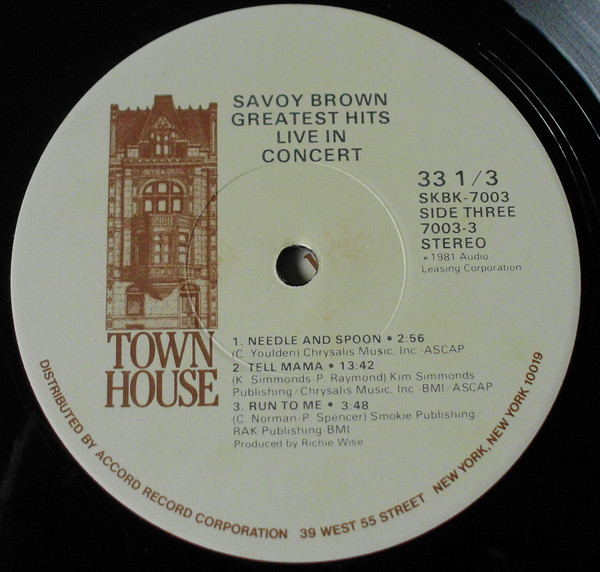 SAVOY BROWN
GREATEST HITS
LIVE IN
CONCERT
33 1/3
SKBK-7003
SIDE THREE
7003-3
STEREO
℗ 1981 Audio
Leasing Corporation
TOWN
HOUSE
1. NEEDLE AND SPOON • 2:56
(C. Youlden) Chrysalis Music, Inc.-ASCAP
2. TELL MAMA • 13:42
(K. Simmonds-P. Raymond) Kim Simmonds
Publishing/Chrysalis Music, Inc.-BMI/ASCAP
3. RUN TO ME • 3:48
(C. Norman-P. Spencer) Smokie Publishing/
RAK Publishing-BMI
Produced by Richie Wise
DISTRIBUTED BY ACCORD RECORD CORPORATION 39 WEST 55 STREET NEW YORK, NEW YORK 10019